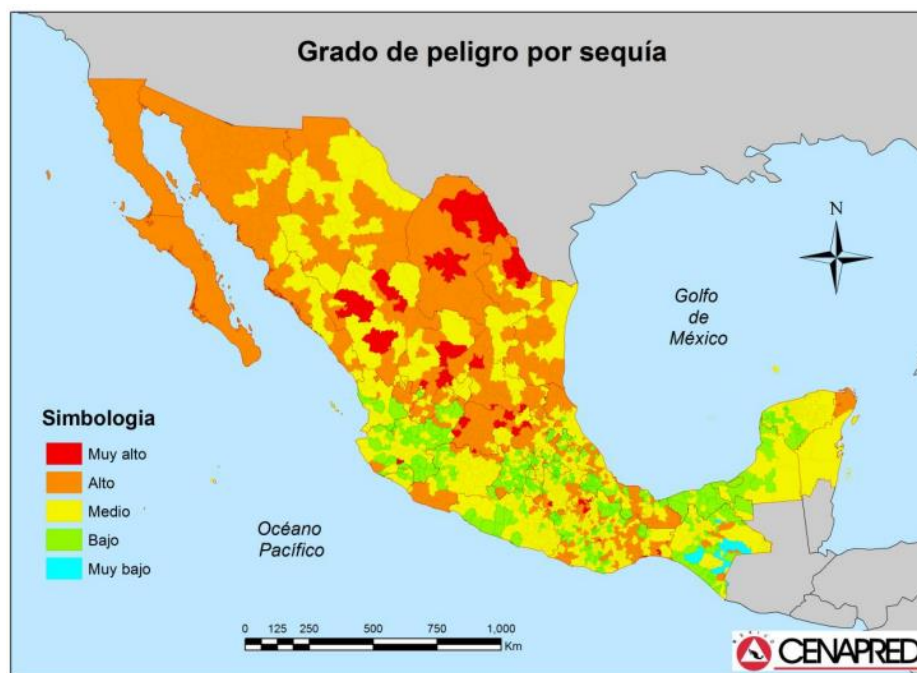 Grado de peligro por sequía
N
Golfo
de
México
Simbologia
Muy alto
Alto
Medio
Bajo
Muy bajo
Océano
Pacífico
0 125 250 500 750 1,000
Km
MÉXICO
CENAPRED